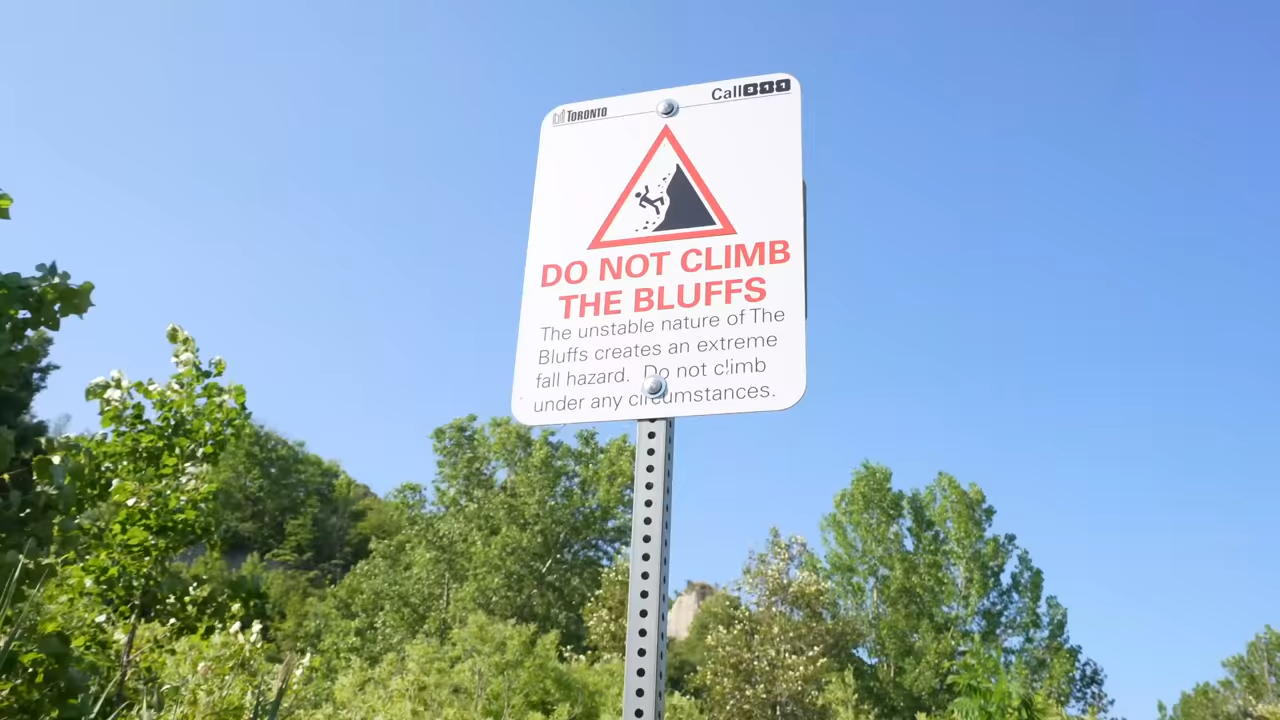 TORONTO
Call 311
DO NOT CLIMB
THE BLUFFS
The unstable nature of The
Bluffs creates an extreme
fall hazard. Do not climb
under any circumstances.